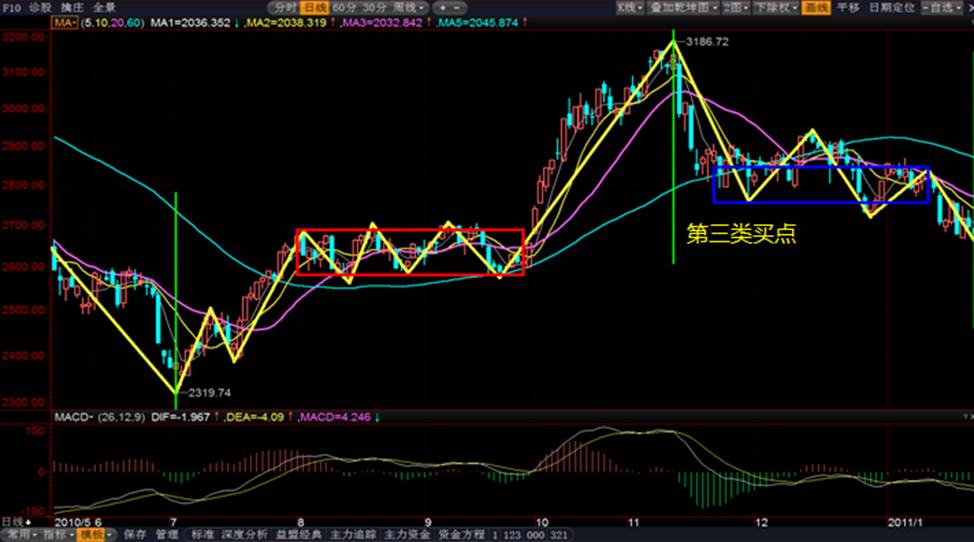 F10 诊股 擒庄 全景 分时 日线 60分 30分 周线 + - K线 叠加乾坤图 2图 下除权 画线 平移 日期定位 -自选
MA (5,10,20,60) MA1=2036.352↓,MA2=2038.319↑,MA3=2032.842↑,MA5=2045.874↑
3200.00
3186.72
3100.00
3000.00
2900.00
2800.00
2700.00
第三类买点
2600.00
2500.00
2400.00
2319.74
2300.00
MACD (26,12,9) DIF=-1.967↑,DEA=-4.09↑,MACD=4.246↓
100
0
-100
日线 2010/5 6 7 8 9 10 11 12 2011/1
常用 指标 模板 保存 管理 标准 深度分析 益盟经典 主力追踪 主力资金 资金方程 1 123 000 321